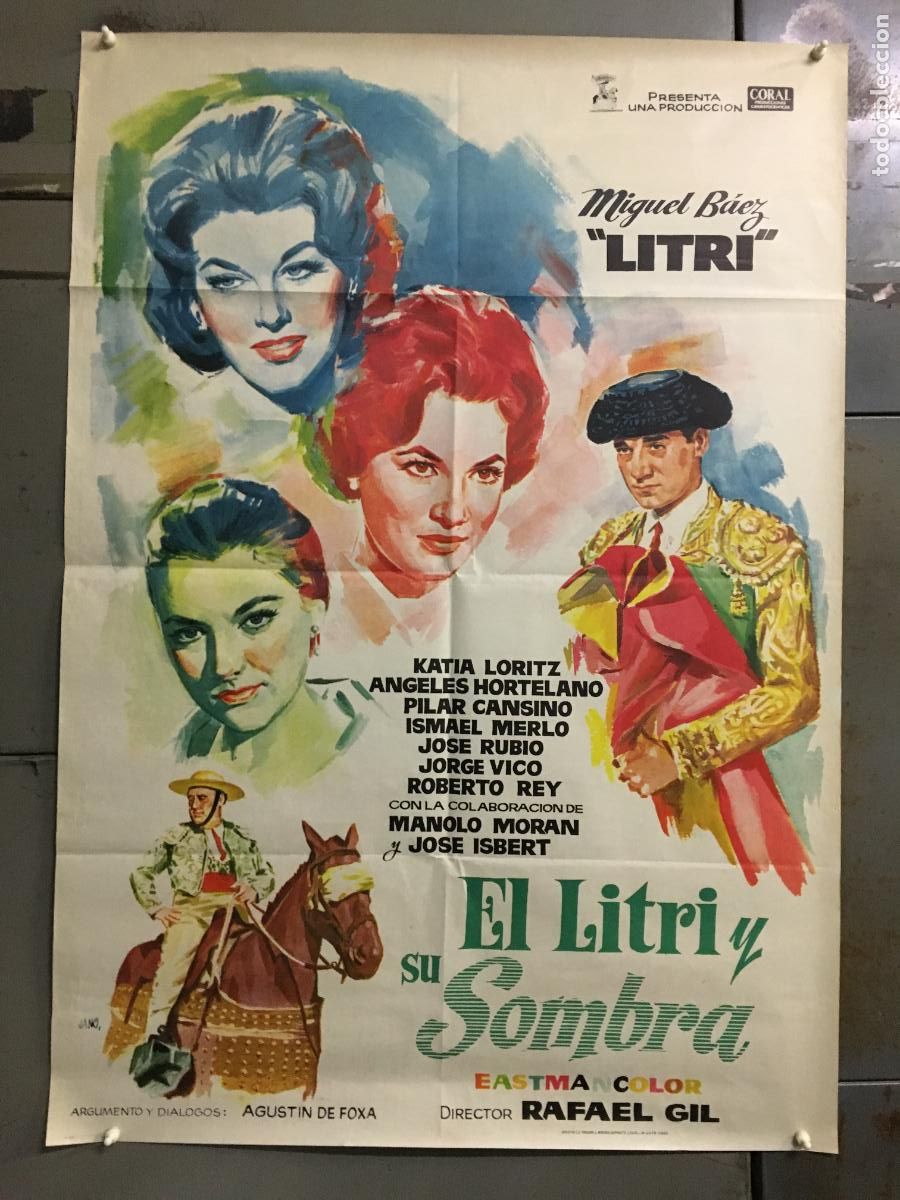 PRESENTA
UNA PRODUCCION
CORAL
Miguel Báez
"LITRI"
KATIA LORITZ
ANGELES HORTELANO
PILAR CANSINO
ISMAEL MERLO
JOSE RUBIO
JORGE VICO
ROBERTO REY
CON LA COLABORACION DE
MANOLO MORAN
y JOSE ISBERT
El Litri y
su
Sombra
JANO,
EASTMANCOLOR
ARGUMENTO Y DIALOGOS: AGUSTIN DE FOXA
DIRECTOR RAFAEL GIL
todocoleccion